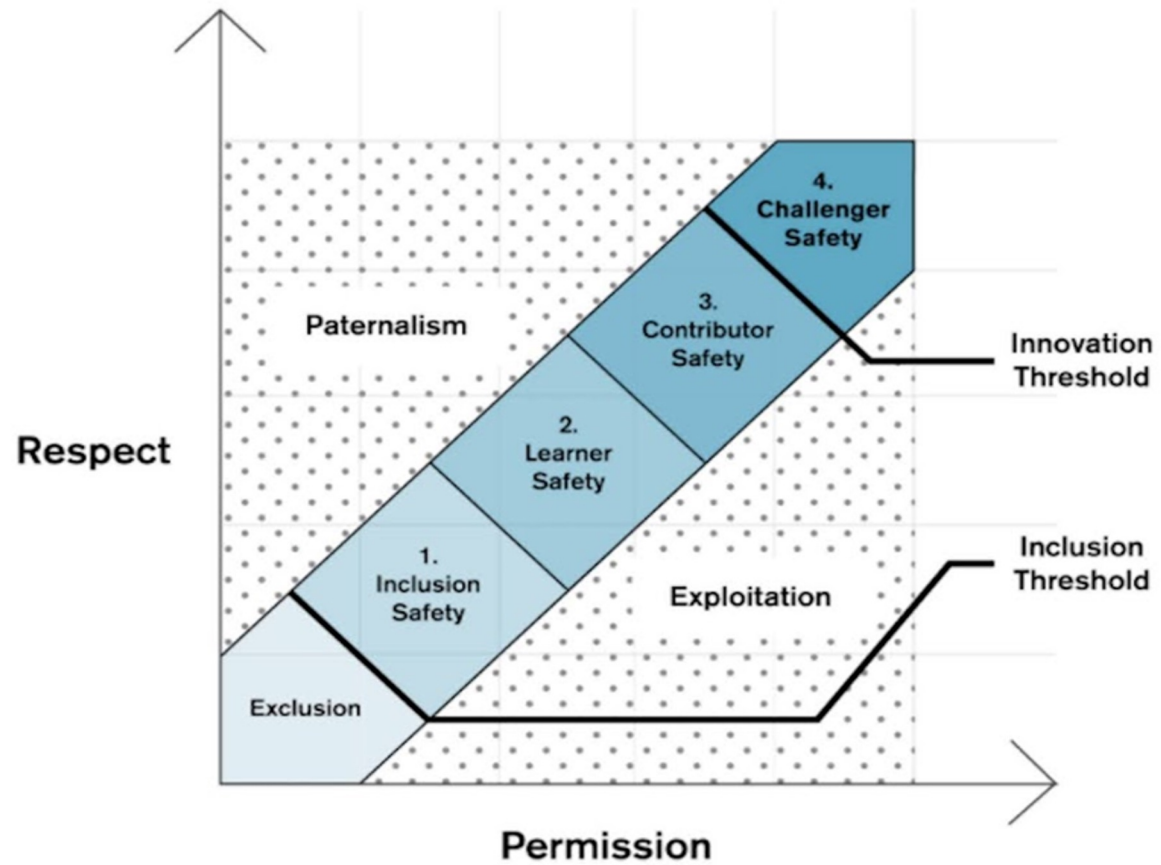 4.
Challenger
Safety
3.
Contributor
Safety
Paternalism
Innovation
Threshold
2.
Learner
Safety
Respect
1.
Inclusion
Safety
Inclusion
Threshold
Exploitation
Exclusion
Permission